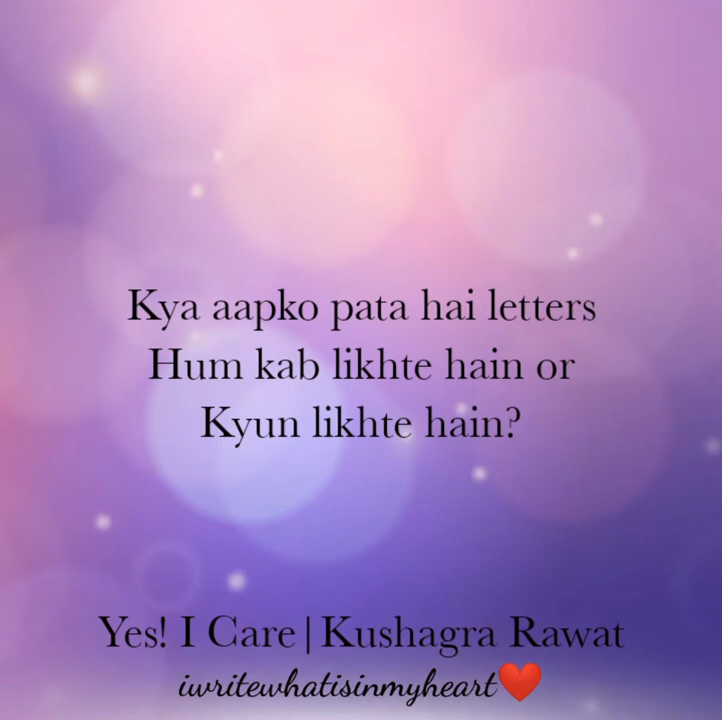 Kya aapko pata hai letters
Hum kab likhte hain or
Kyun likhte hain?
Yes! I Care|Kushagra Rawat
iwritewhatisinmyheart❤️